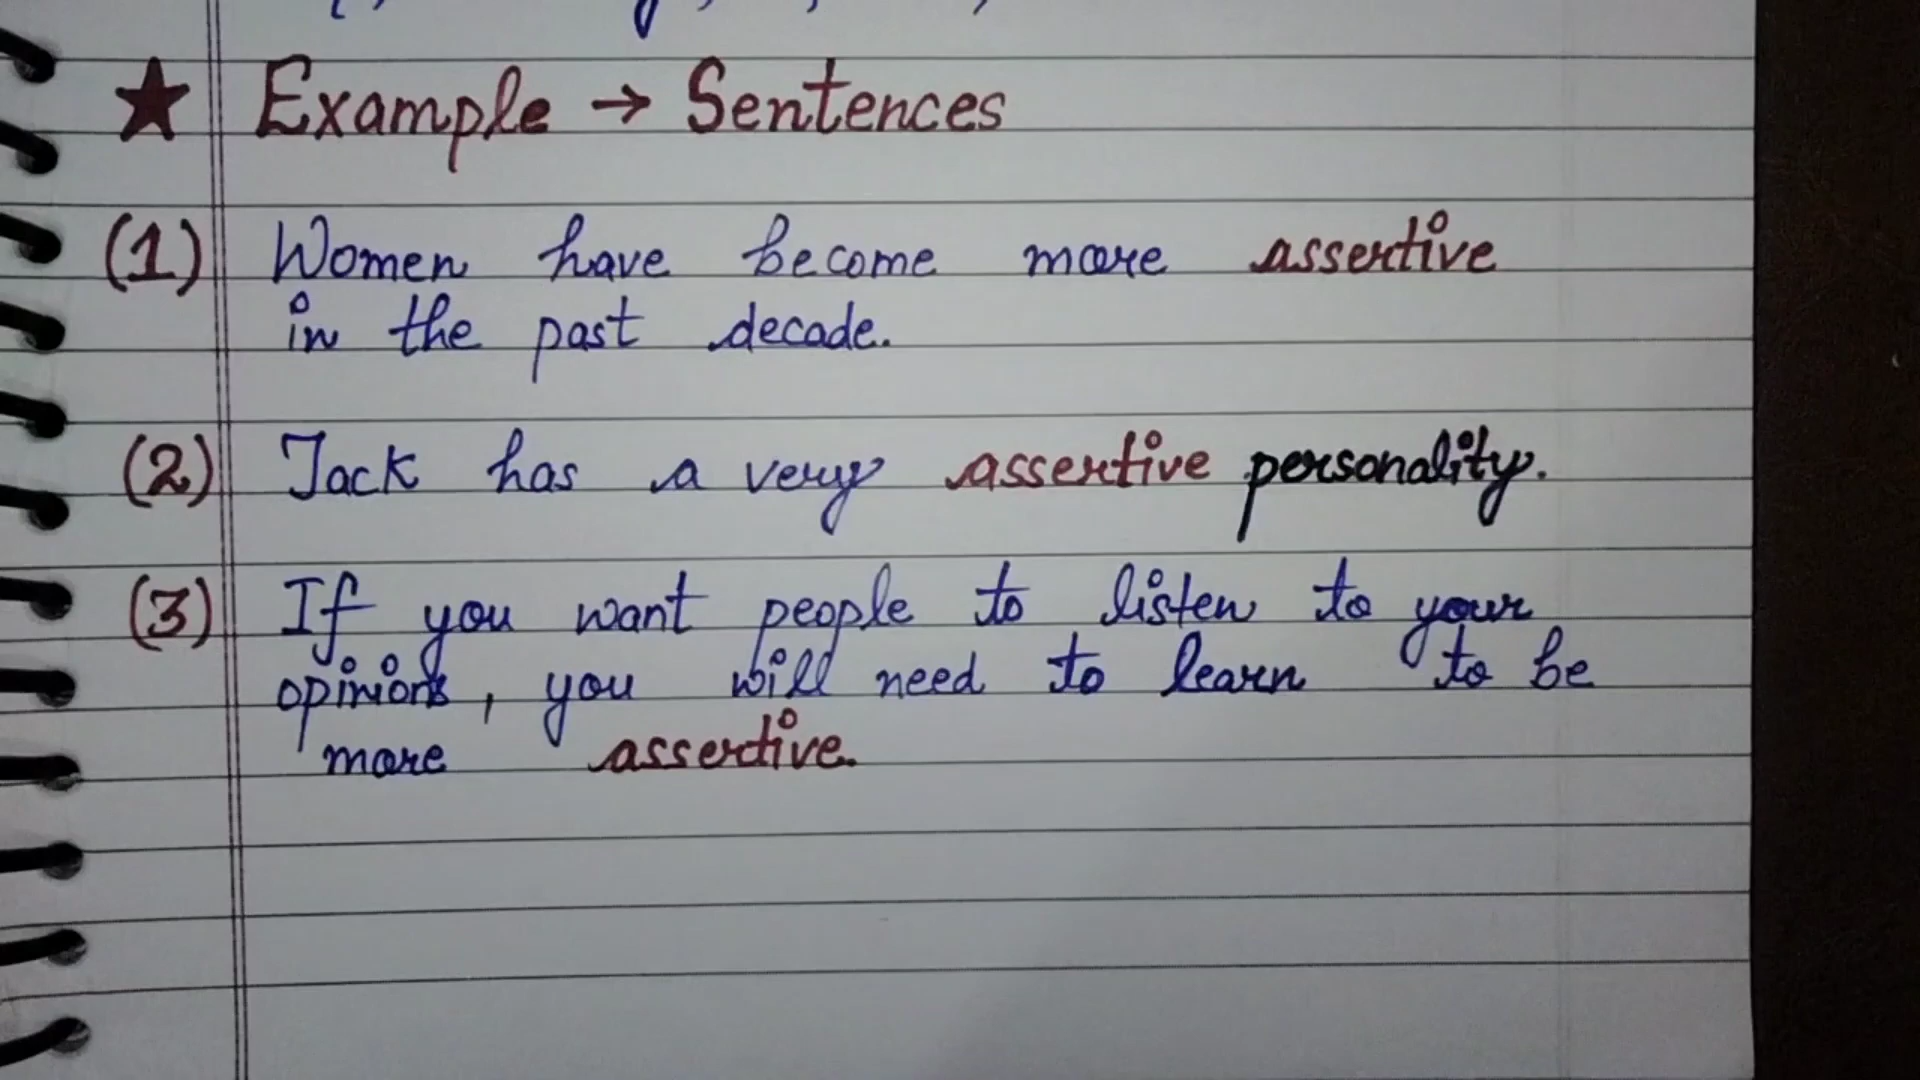 ★ Example → Sentences
(1) Women have become more assertive
in the past decade.
(2) Jack has a very assertive personality.
(3) If you want people to listen to your
opinions, you will need to learn to be
more assertive.